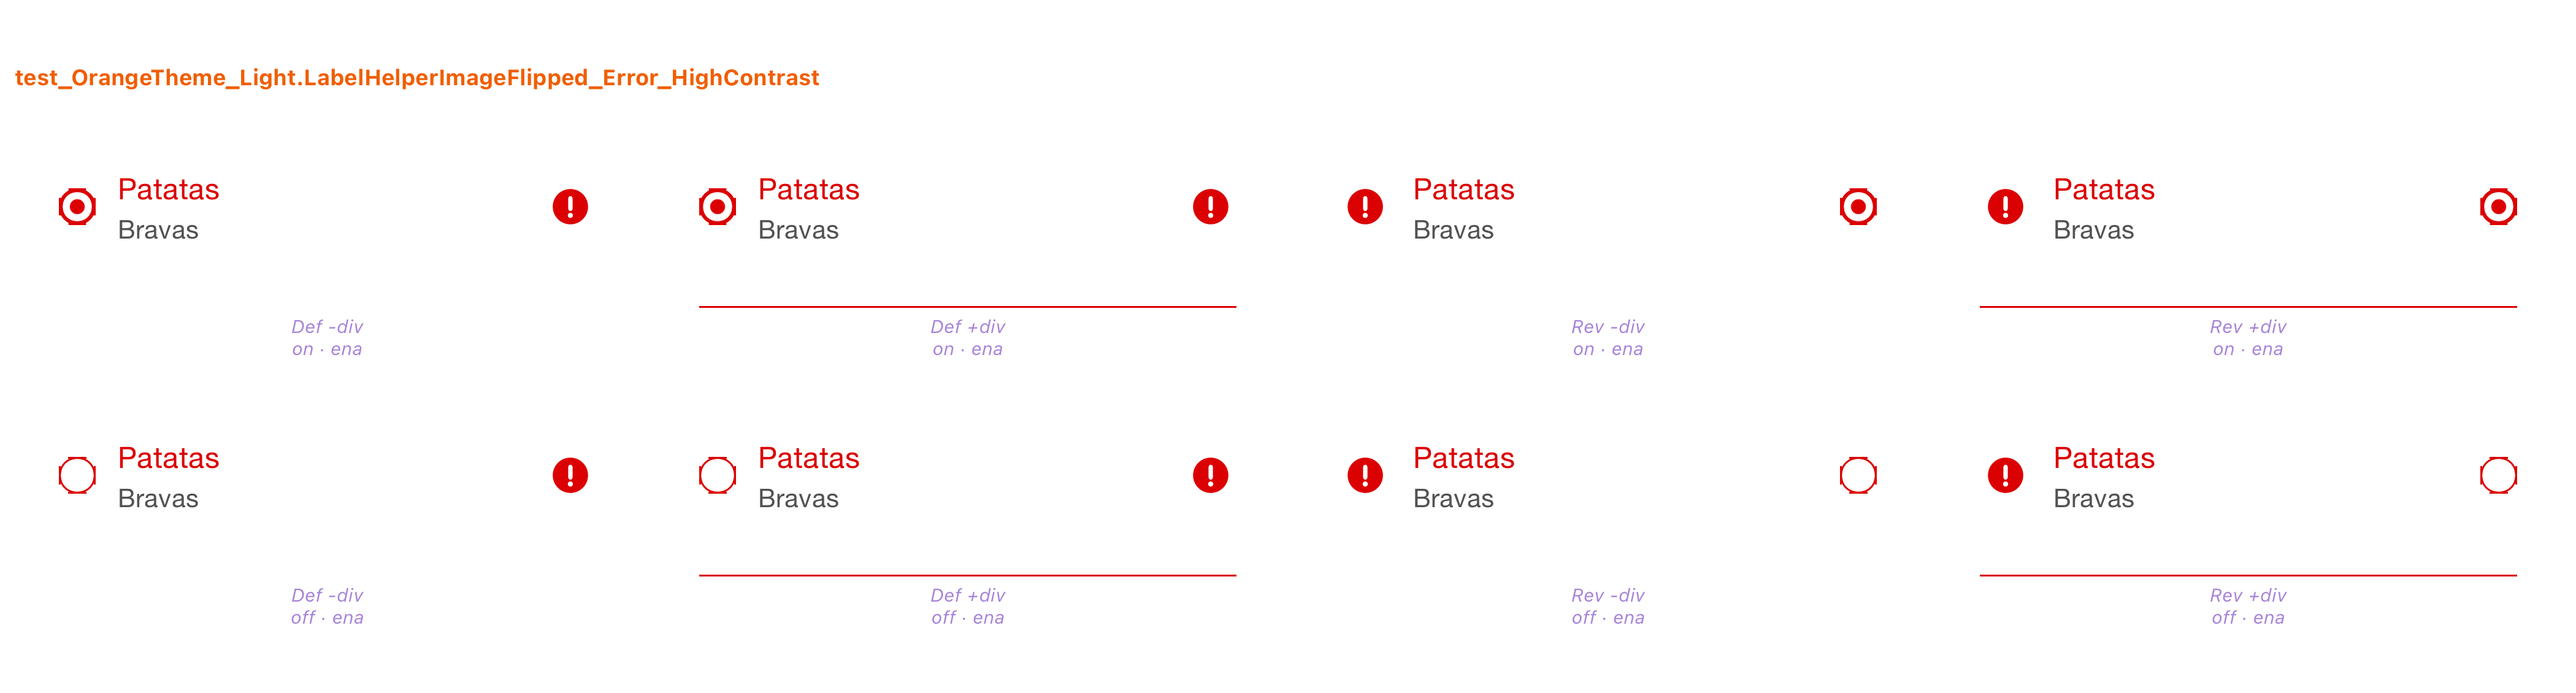 test_OrangeTheme_Light.LabelHelperImageFlipped_Error_HighContrast
Patatas
Bravas
Def -div
on · ena
Patatas
Bravas
Def +div
on · ena
Patatas
Bravas
Rev -div
on · ena
Patatas
Bravas
Rev +div
on · ena
Patatas
Bravas
Def -div
off · ena
Patatas
Bravas
Def +div
off · ena
Patatas
Bravas
Rev -div
off · ena
Patatas
Bravas
Rev +div
off · ena